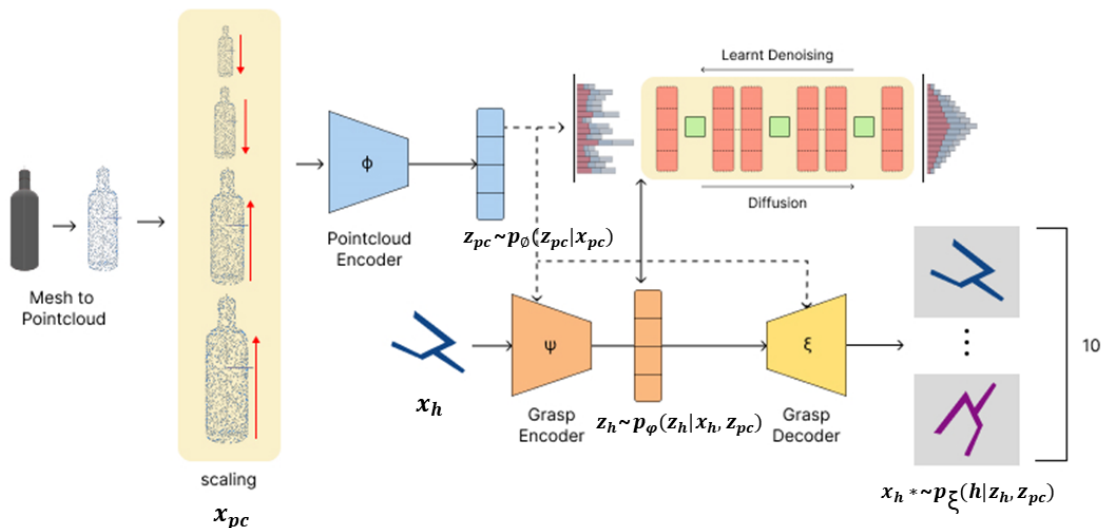 Learnt Denoising
Diffusion
ϕ
Pointcloud
Encoder
z_pc~p_∅(z_pc|x_pc)
Mesh to
Pointcloud
scaling
x_pc
x_h
ψ
Grasp
Encoder
z_h~p_φ(z_h|x_h, z_pc)
ξ
Grasp
Decoder
10
x_h *~p_ξ(h|z_h, z_pc)